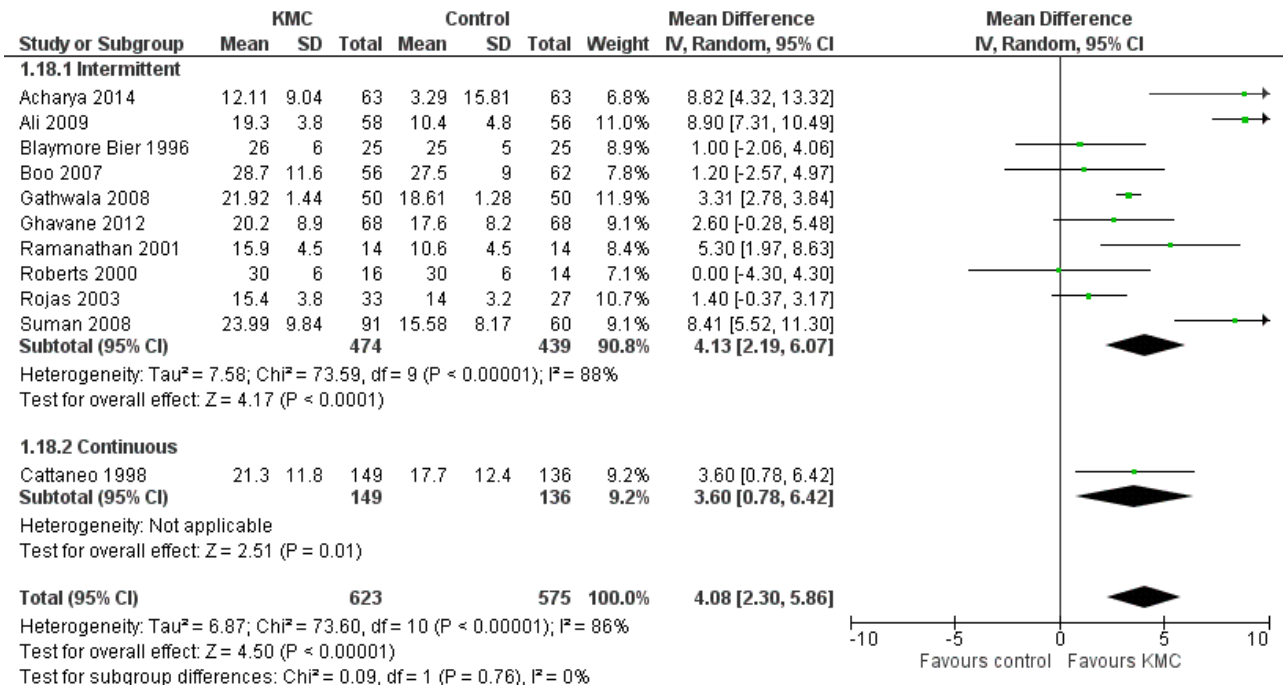 KMC Control Mean Difference Mean Difference
Study or Subgroup Mean SD Total Mean SD Total Weight IV, Random, 95% CI IV, Random, 95% CI
1.18.1 Intermittent
Acharya 2014 12.11 9.04 63 3.29 15.81 63 6.8% 8.82 [4.32, 13.32]
Ali 2009 19.3 3.8 58 10.4 4.8 56 11.0% 8.90 [7.31, 10.49]
Blaymore Bier 1996 26 6 25 25 5 25 8.9% 1.00 [-2.06, 4.06]
Boo 2007 28.7 11.6 56 27.5 9 62 7.8% 1.20 [-2.57, 4.97]
Gathwala 2008 21.92 1.44 50 18.61 1.28 50 11.9% 3.31 [2.78, 3.84]
Ghavane 2012 20.2 8.9 68 17.6 8.2 68 9.1% 2.60 [-0.28, 5.48]
Ramanathan 2001 15.9 4.5 14 10.6 4.5 14 8.4% 5.30 [1.97, 8.63]
Roberts 2000 30 6 16 30 6 14 7.1% 0.00 [-4.30, 4.30]
Rojas 2003 15.4 3.8 33 14 3.2 27 10.7% 1.40 [-0.37, 3.17]
Suman 2008 23.99 9.84 91 15.58 8.17 60 9.1% 8.41 [5.52, 11.30]
Subtotal (95% CI) 474 439 90.8% 4.13 [2.19, 6.07]
Heterogeneity: Tau² = 7.58; Chi² = 73.59, df = 9 (P < 0.00001); I² = 88%
Test for overall effect: Z = 4.17 (P < 0.0001)
1.18.2 Continuous
Cattaneo 1998 21.3 11.8 149 17.7 12.4 136 9.2% 3.60 [0.78, 6.42]
Subtotal (95% CI) 149 136 9.2% 3.60 [0.78, 6.42]
Heterogeneity: Not applicable
Test for overall effect: Z = 2.51 (P = 0.01)
Total (95% CI) 623 575 100.0% 4.08 [2.30, 5.86]
Heterogeneity: Tau² = 6.87; Chi² = 73.60, df = 10 (P < 0.00001); I² = 86%
Test for overall effect: Z = 4.50 (P < 0.00001)
Test for subgroup differences: Chi² = 0.09, df = 1 (P = 0.76), I² = 0%
-10 -5 0 5 10
Favours control Favours KMC